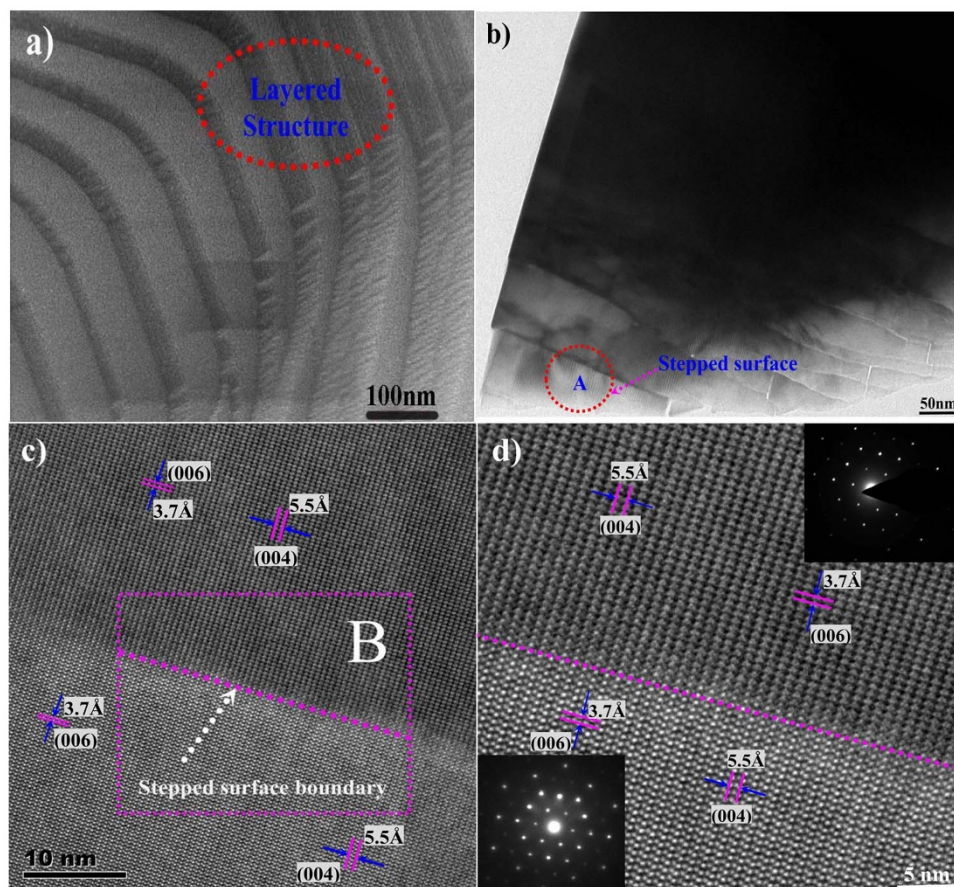 a)
Layered
Structure
100nm
b)
A
Stepped surface
50nm
c)
(006)
3.7Å
5.5Å
(004)
B
3.7Å
(006)
Stepped surface boundary
5.5Å
(004)
10 nm
d)
5.5Å
(004)
3.7Å
(006)
3.7Å
(006)
5.5Å
(004)
5 nm